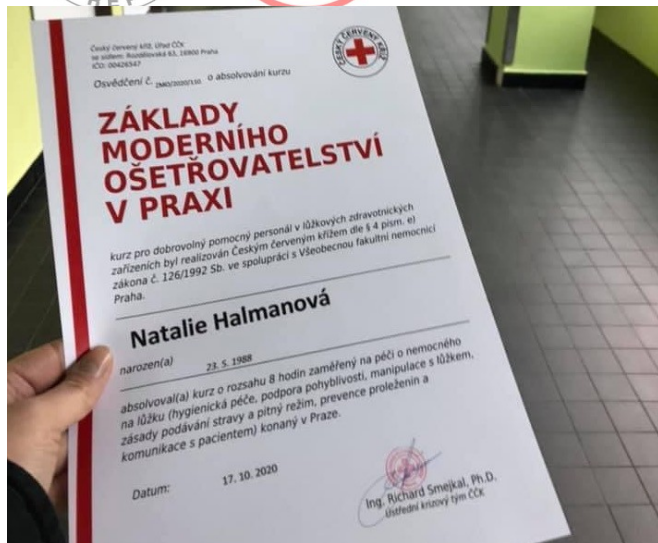 Český červený kříž, Úřad ČČK
se sídlem: Rozdělovská 63, 16900 Praha
IČO: 00426547
ČESKÝ ČERVENÝ KŘÍŽ
Osvědčení č. o absolvování kurzu
ZÁKLADY
MODERNÍHO
OŠETŘOVATELSTVÍ
V PRAXI
kurz pro dobrovolný pomocný personál v lůžkových zdravotnických
zařízeních byl realizován Českým červeným křížem dle § 4 písm. e)
zákona č. 126/1992 Sb. ve spolupráci s Všeobecnou fakultní nemocnicí
Praha.
Natalie Halmanová
narozen(a) 23. 5. 1988
absolvoval(a) kurz o rozsahu 8 hodin zaměřený na péči o nemocného
na lůžku (hygienická péče, podpora pohyblivosti, manipulace s lůžkem,
zásady podávání stravy a pitný režim, prevence proleženin a
komunikace s pacientem) konaný v Praze.
Datum: 17. 10. 2020
Ing. Richard Smejkal, Ph.D.
Ústřední krizový tým ČČK